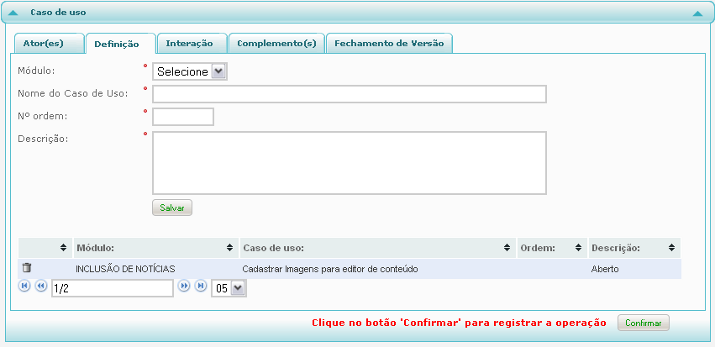 Caso de uso
Ator(es) Definição Interação Complemento(s) Fechamento de Versão
Módulo: * Selecione
Nome do Caso de Uso: *
Nº ordem: *
Descrição: *
Salvar
Módulo: Caso de uso: Ordem: Descrição:
INCLUSÃO DE NOTÍCIAS Cadastrar Imagens para editor de conteúdo Aberto
1/2 05
Clique no botão 'Confirmar' para registrar a operação Confirmar